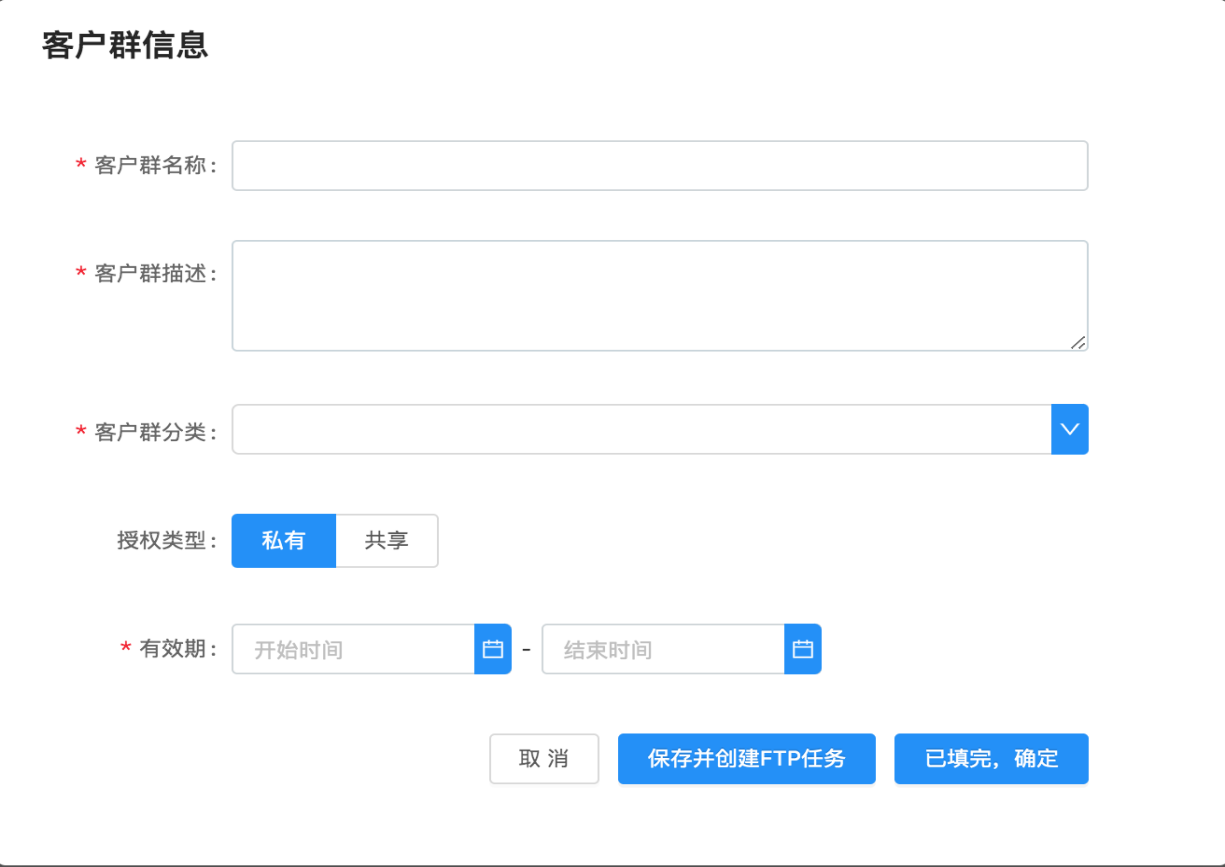 客户群信息
* 客户群名称:
* 客户群描述:
* 客户群分类:
授权类型: 私有 共享
* 有效期: 开始时间 - 结束时间
取 消 保存并创建FTP任务 已填完，确定